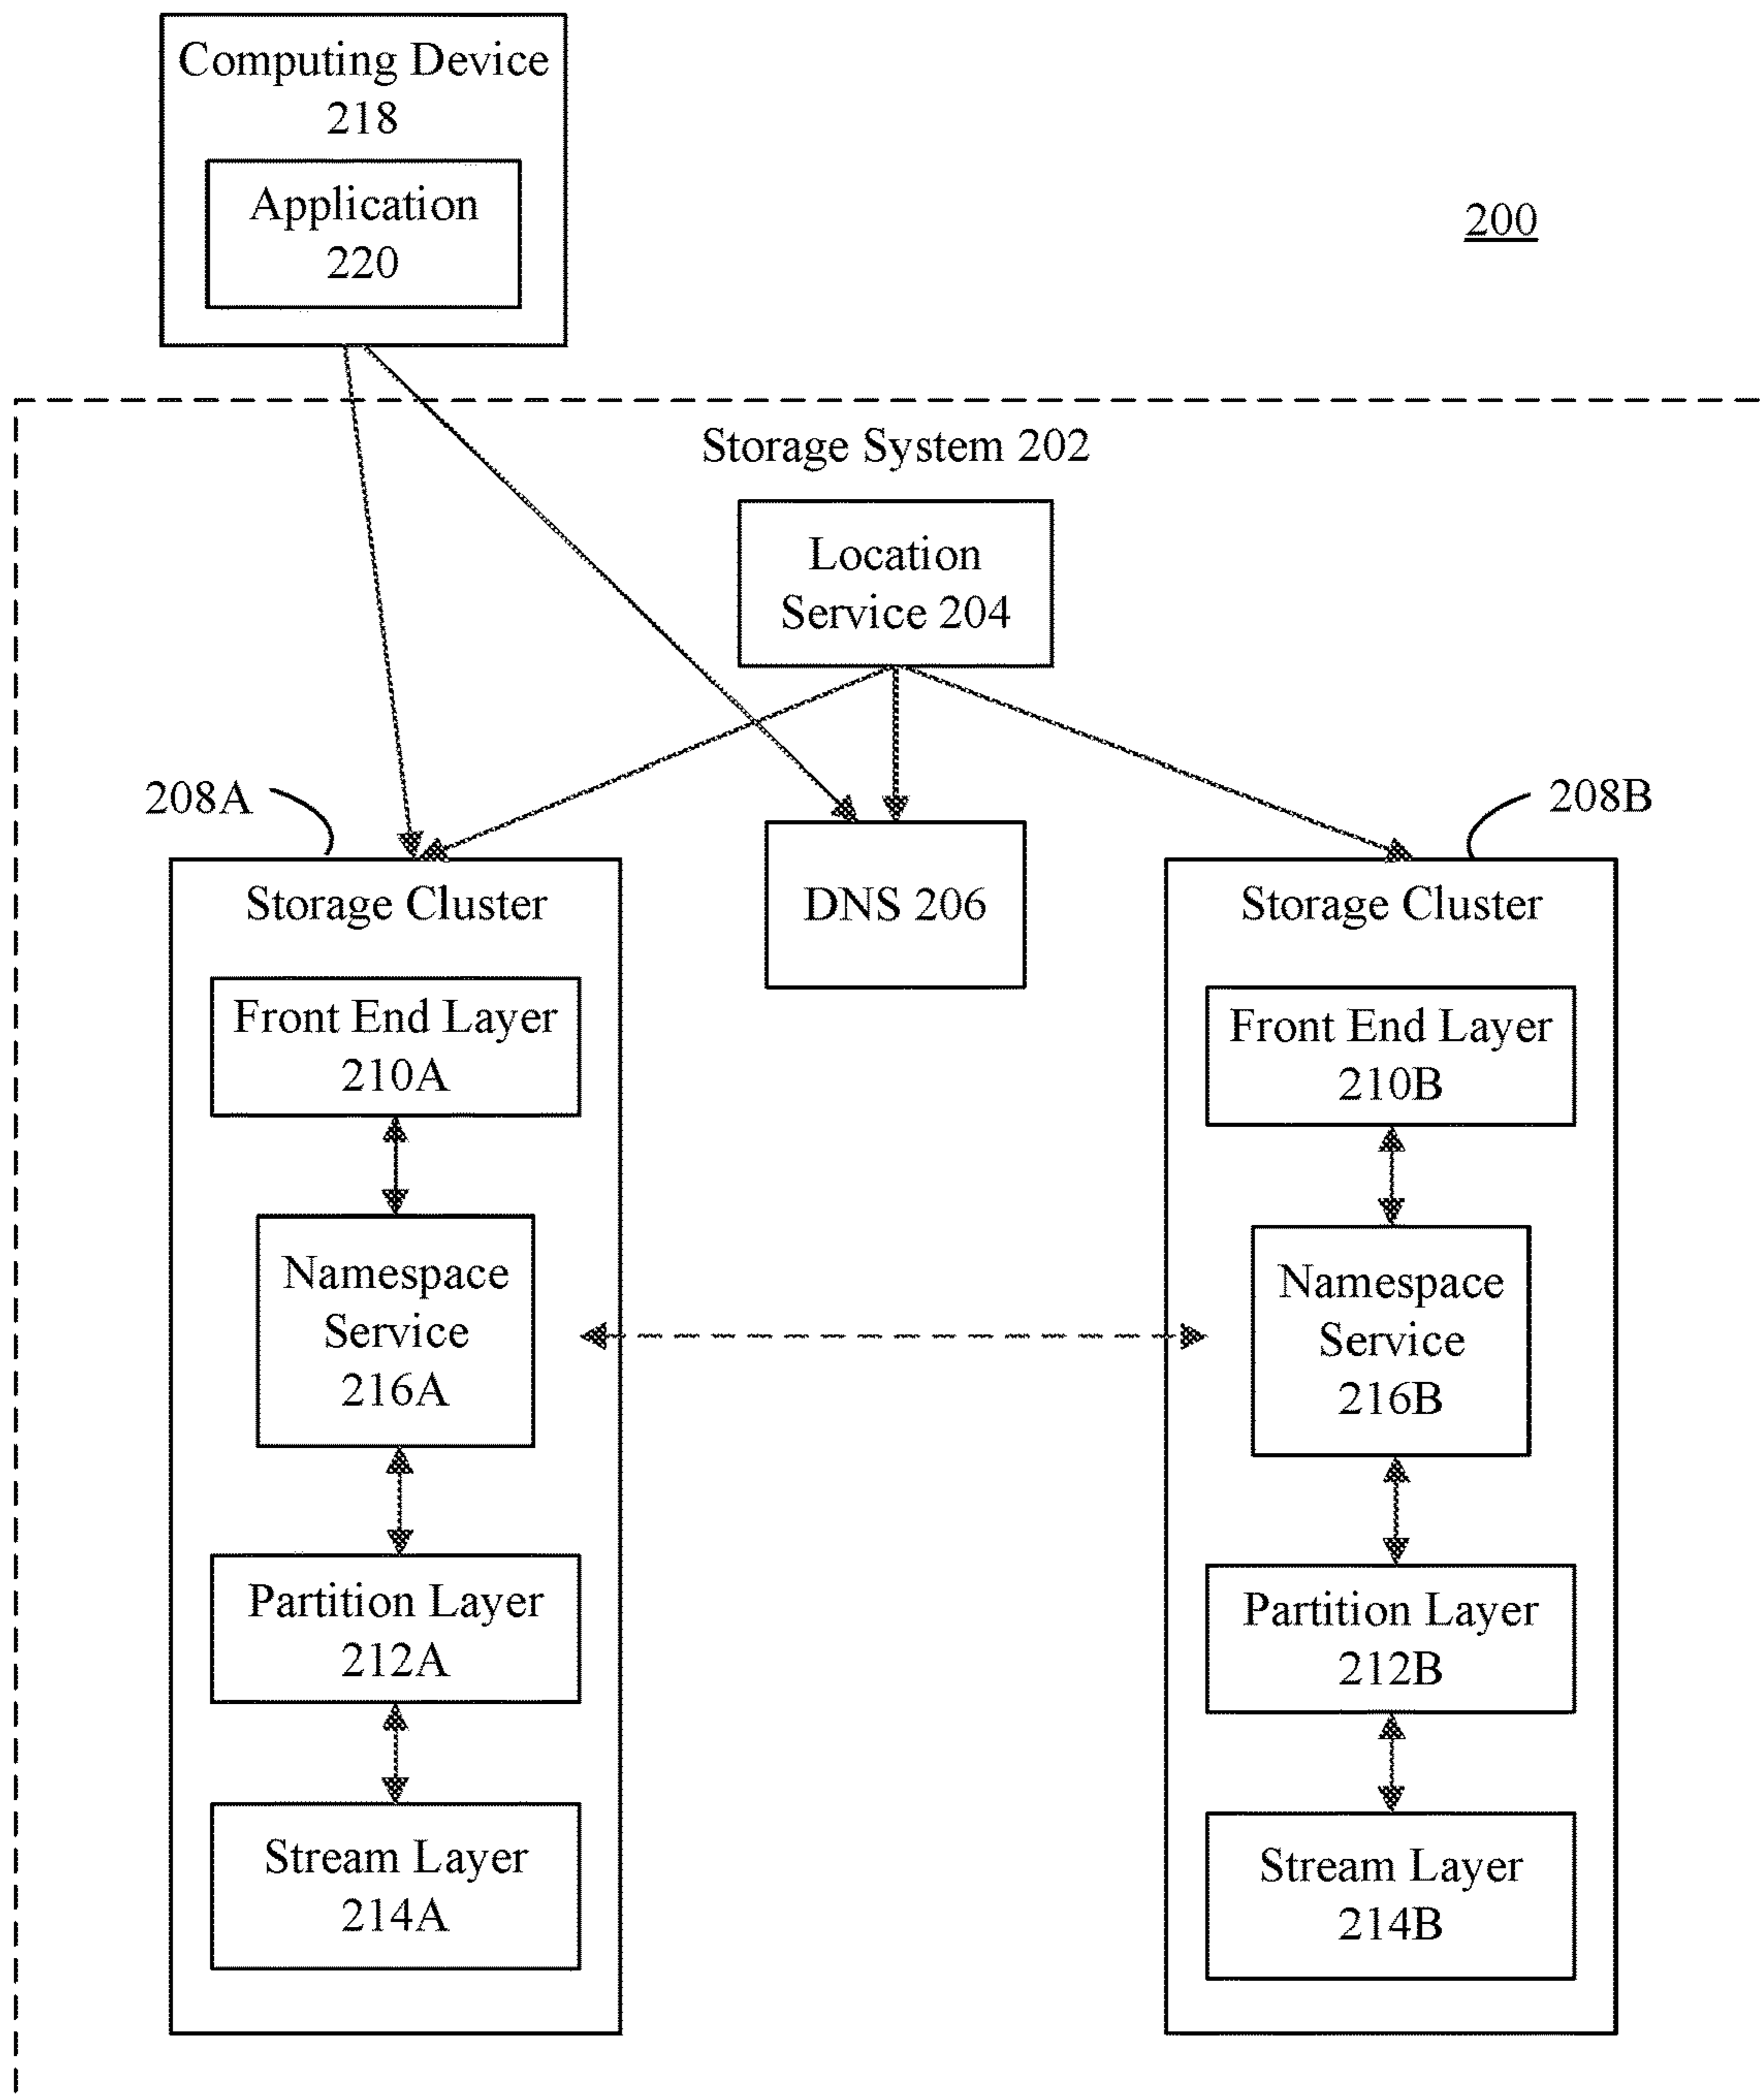 Computing Device
218
Application
220
200
Storage System 202
Location
Service 204
208A
208B
DNS 206
Storage Cluster
Front End Layer
210A
Namespace
Service
216A
Partition Layer
212A
Stream Layer
214A
Storage Cluster
Front End Layer
210B
Namespace
Service
216B
Partition Layer
212B
Stream Layer
214B